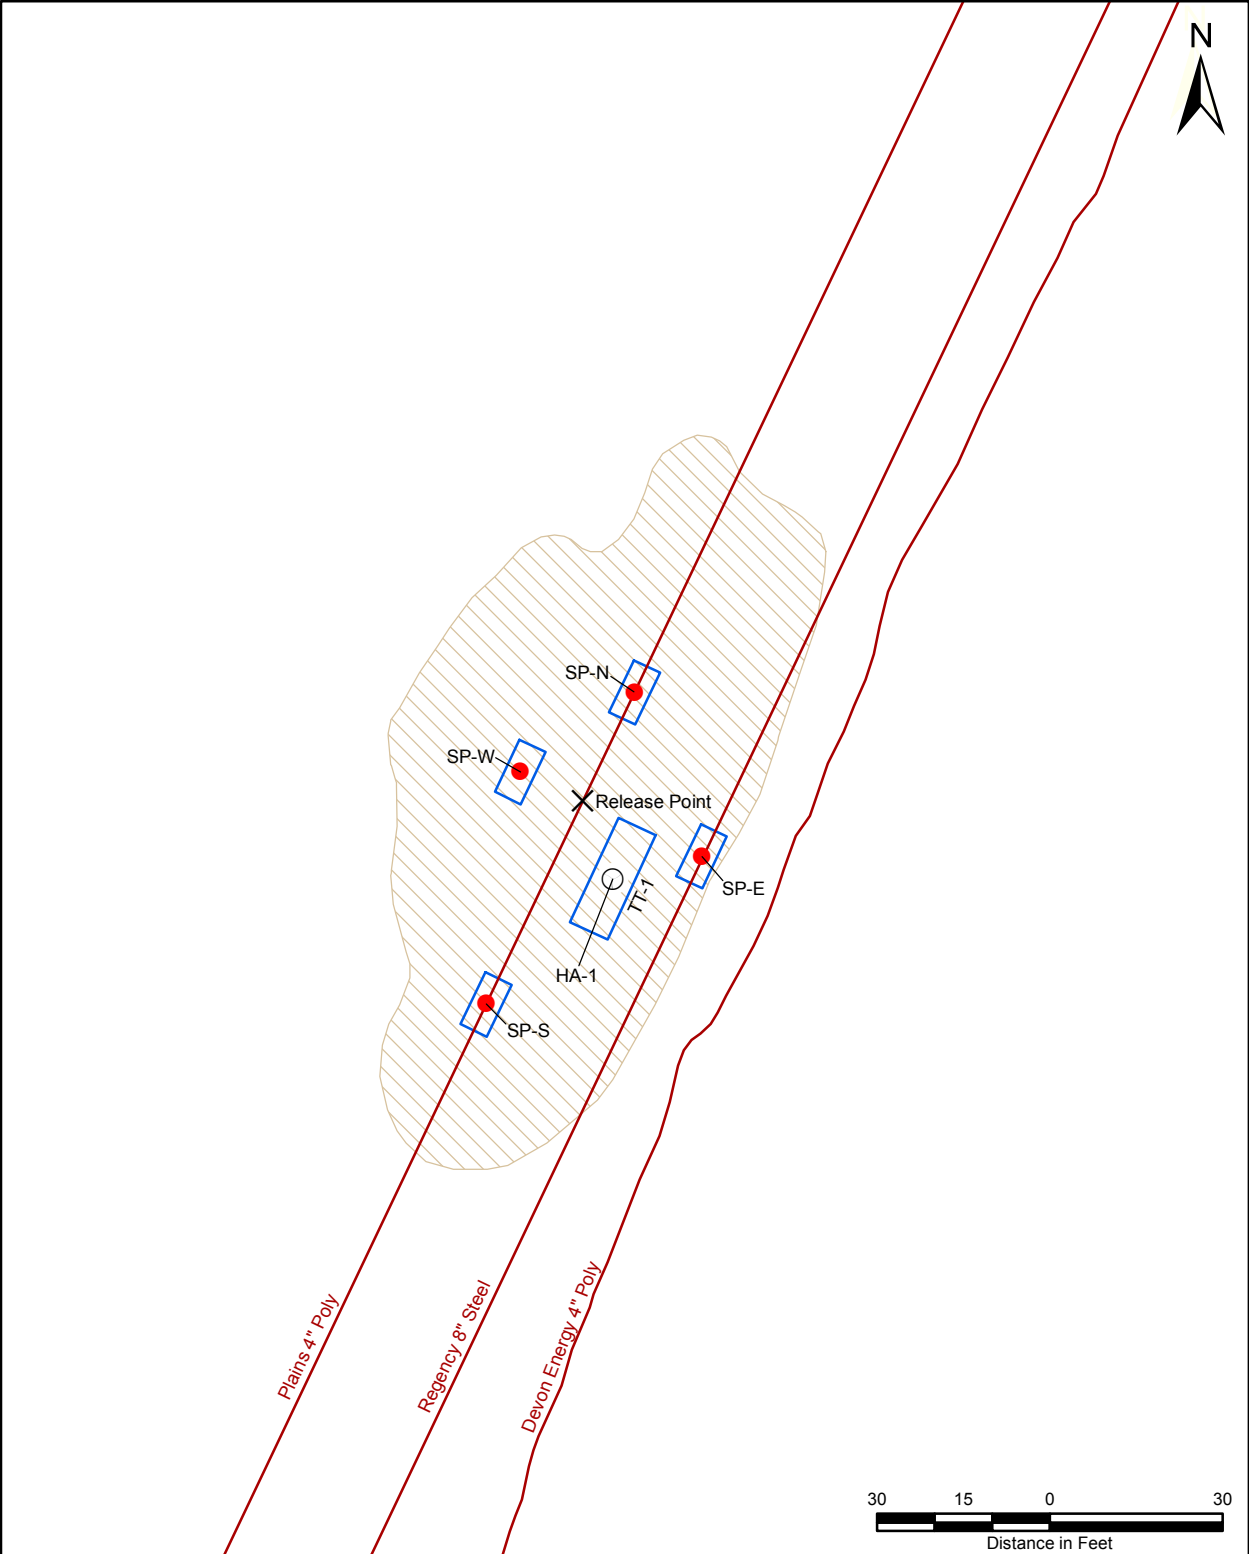 N
SP-N
SP-W
Release Point
SP-E
TT-1
HA-1
SP-S
Plains 4" Poly
Regency 8" Steel
Devon Energy 4" Poly
30 15 0 30
Distance in Feet